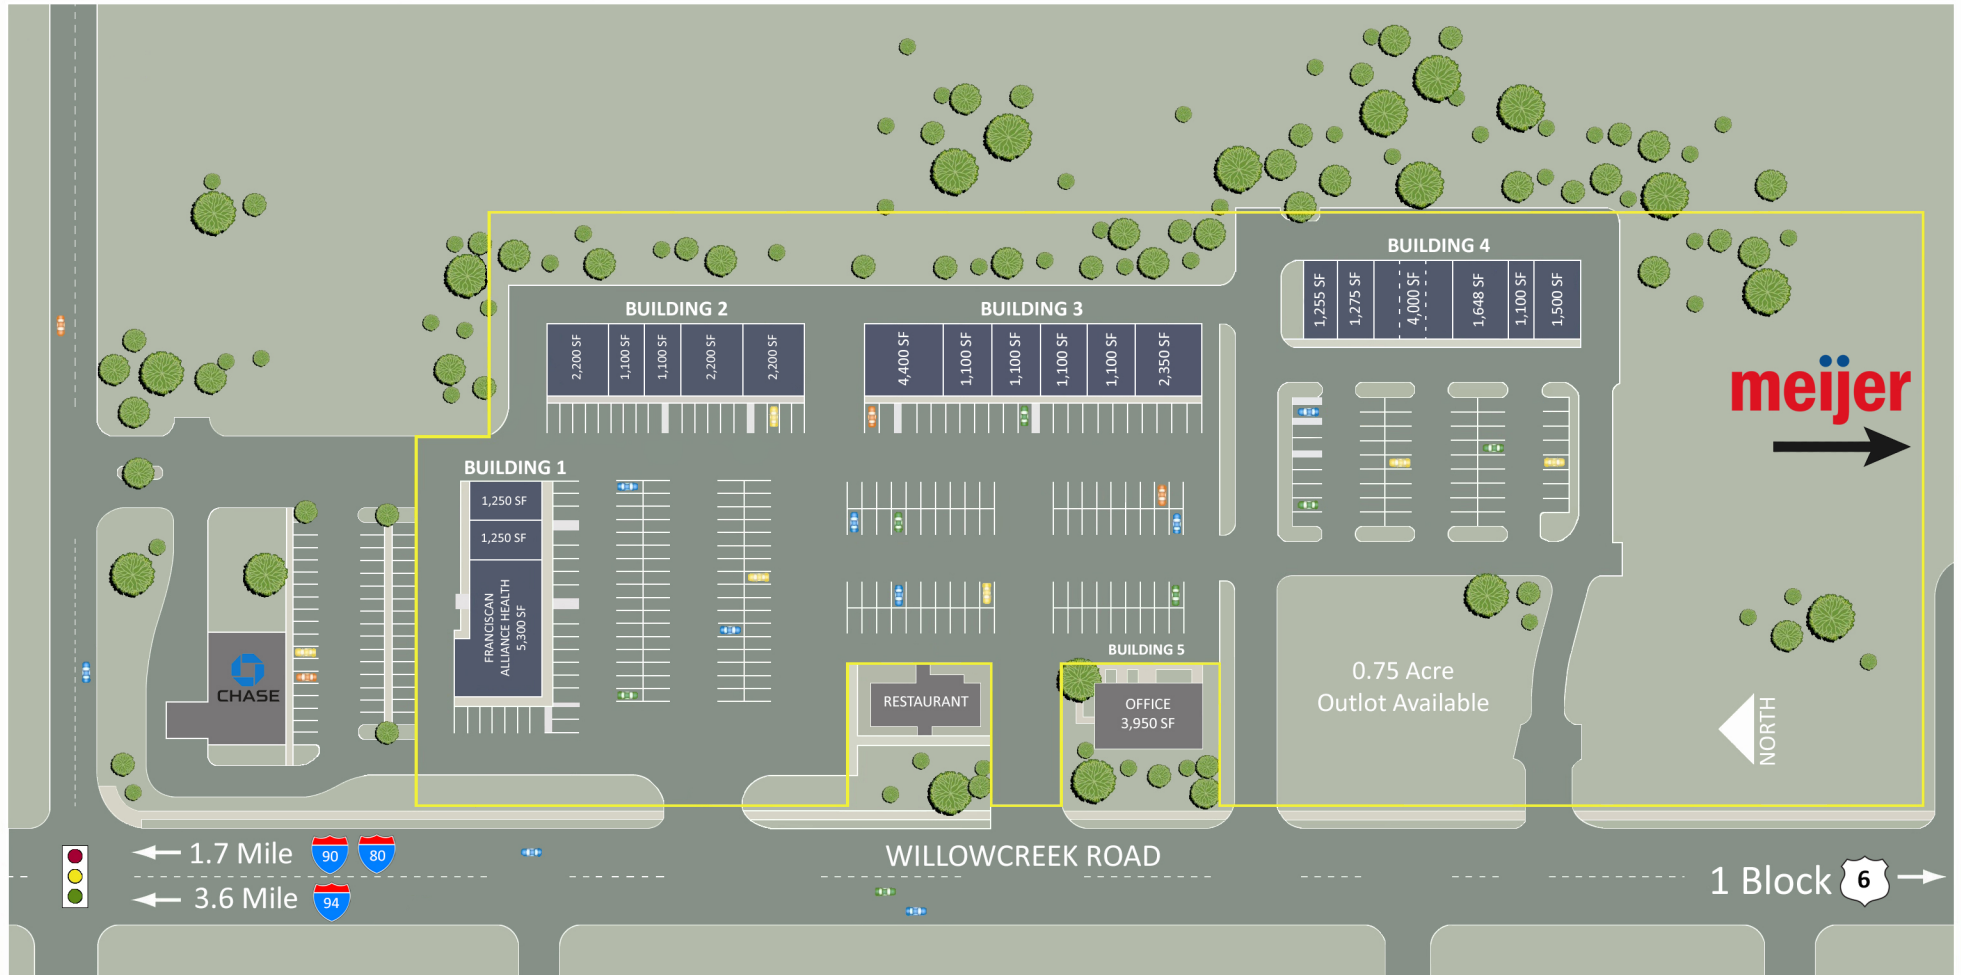 BUILDING 4
1,255 SF
1,275 SF
4,000 SF
1,648 SF
1,100 SF
1,500 SF
BUILDING 2
2,200 SF
1,100 SF
1,100 SF
2,200 SF
2,200 SF
BUILDING 3
4,400 SF
1,100 SF
1,100 SF
1,100 SF
1,100 SF
2,350 SF
meijer
BUILDING 1
1,250 SF
1,250 SF
FRANCISCAN
ALLIANCE HEALTH
5,300 SF
CHASE
RESTAURANT
BUILDING 5
OFFICE
3,950 SF
0.75 Acre
Outlot Available
NORTH
1.7 Mile 90 80
3.6 Mile 94
WILLOWCREEK ROAD
1 Block 6